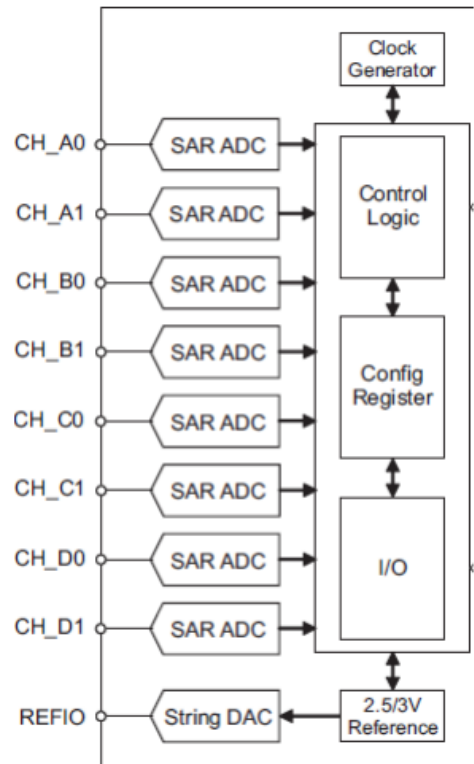 Clock
Generator
CH_A0
SAR ADC
Control
Logic
CH_A1
SAR ADC
CH_B0
SAR ADC
CH_B1
SAR ADC
Config
Register
CH_C0
SAR ADC
CH_C1
SAR ADC
CH_D0
SAR ADC
I/O
CH_D1
SAR ADC
REFIO
String DAC
2.5/3V
Reference